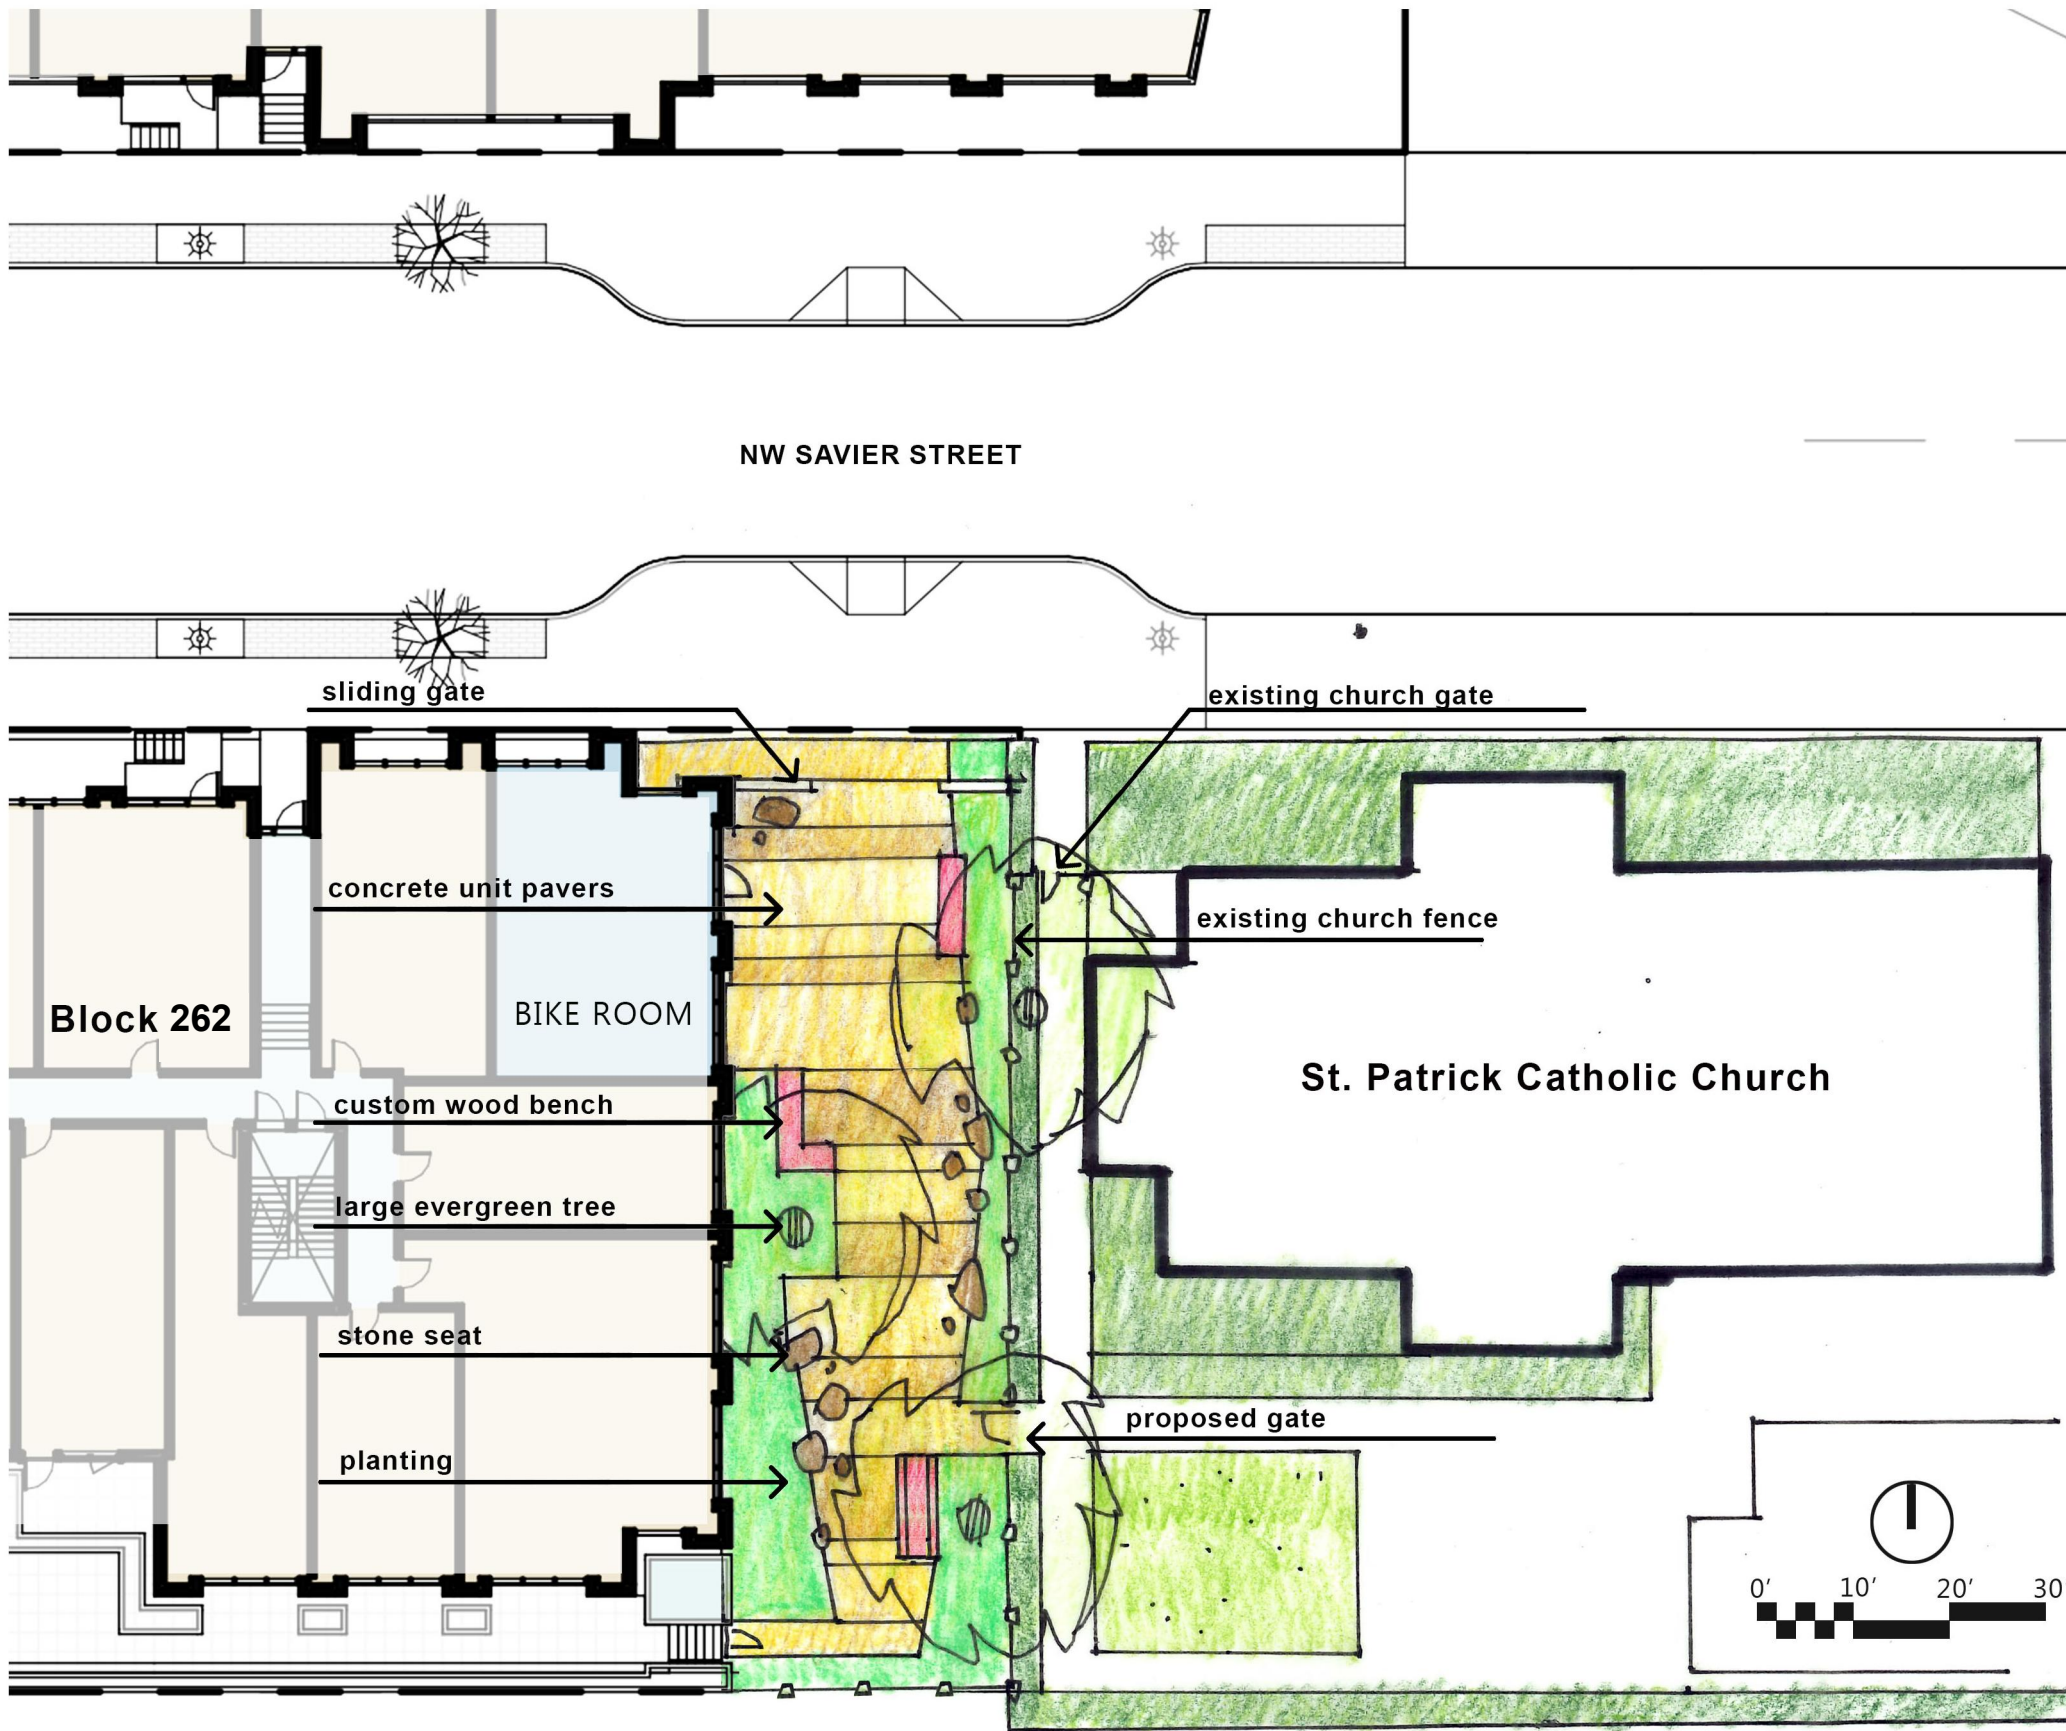 NW SAVIER STREET
sliding gate
existing church gate
concrete unit pavers
existing church fence
Block 262
BIKE ROOM
St. Patrick Catholic Church
custom wood bench
large evergreen tree
stone seat
proposed gate
planting
0' 10' 20' 30